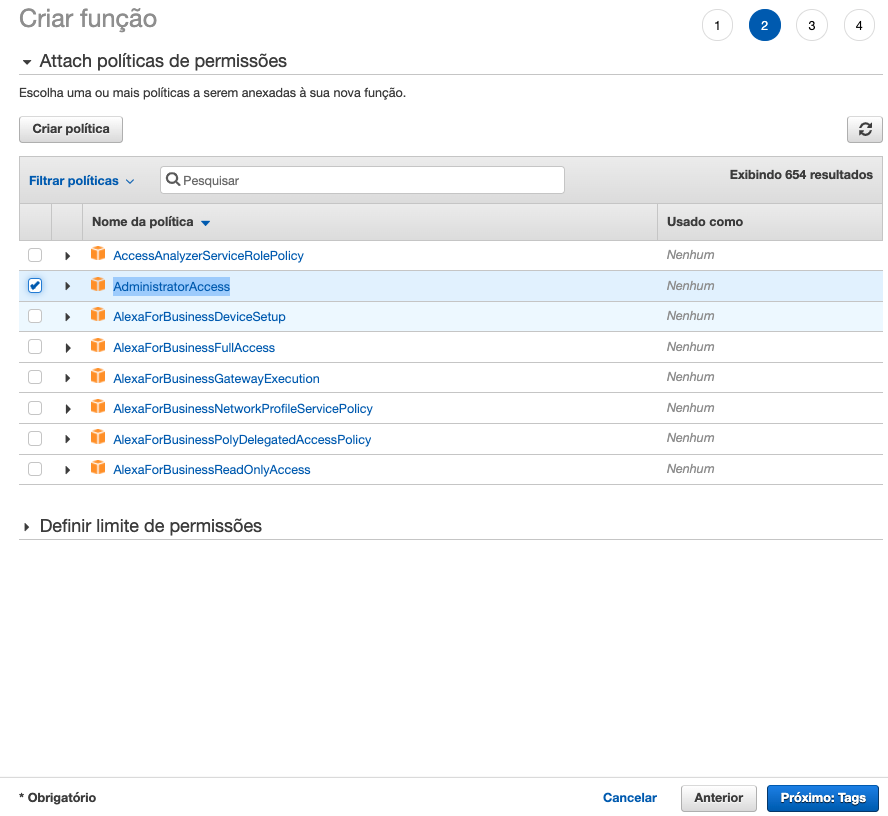 Criar função
1 2 3 4
Attach políticas de permissões
Escolha uma ou mais políticas a serem anexadas à sua nova função.
Criar política
Filtrar políticas Pesquisar Exibindo 654 resultados
Nome da política Usado como
AccessAnalyzerServiceRolePolicy Nenhum
AdministratorAccess Nenhum
AlexaForBusinessDeviceSetup Nenhum
AlexaForBusinessFullAccess Nenhum
AlexaForBusinessGatewayExecution Nenhum
AlexaForBusinessNetworkProfileServicePolicy Nenhum
AlexaForBusinessPolyDelegatedAccessPolicy Nenhum
AlexaForBusinessReadOnlyAccess Nenhum
Definir limite de permissões
* Obrigatório Cancelar Anterior Próximo: Tags